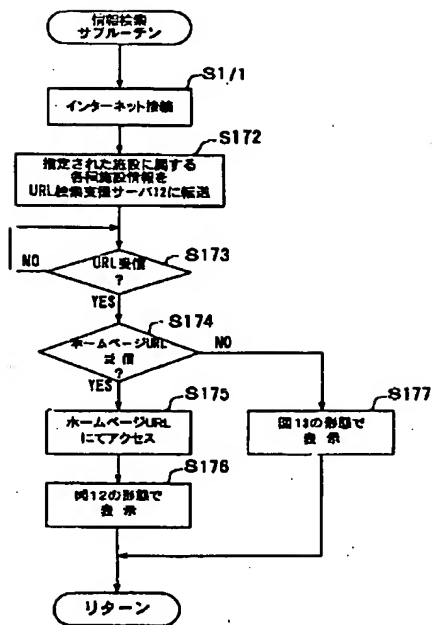 情報検索
サブルーチン
S171
インターネット接続
S172
指定された施設に関する
各種施設情報を
URL検索支援サーバ12に転送
S173
URL受信
?
NO
YES
S174
ホームページURL
受信
?
NO
YES
S175
ホームページURL
にてアクセス
S177
図13の形態で
表示
S176
図12の形態で
表示
リターン